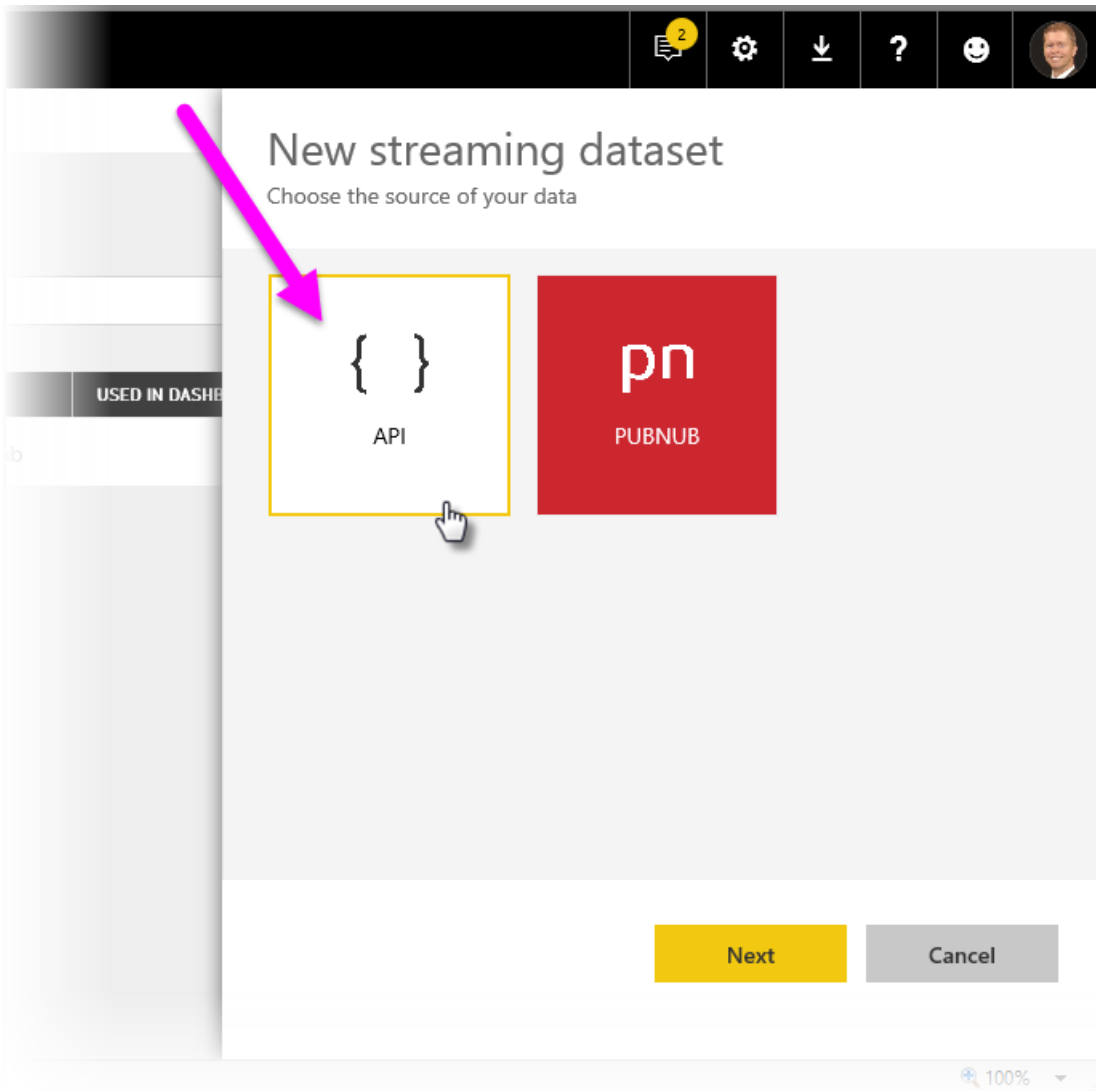 2
?
New streaming dataset
Choose the source of your data
{ }
API
pn
PUBNUB
USED IN DASHB
b
Next
Cancel
100%